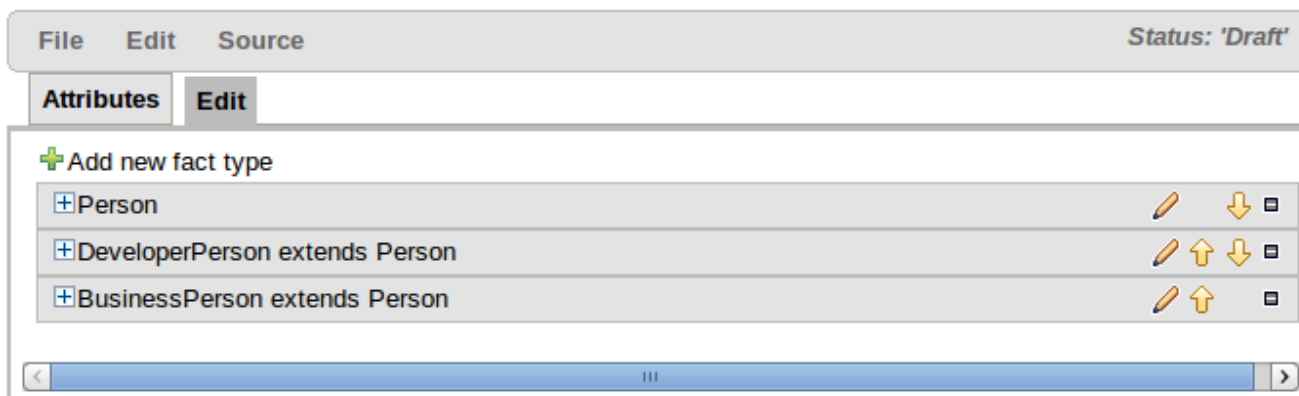 File Edit Source Status: 'Draft'
Attributes Edit
Add new fact type
Person
DeveloperPerson extends Person
BusinessPerson extends Person